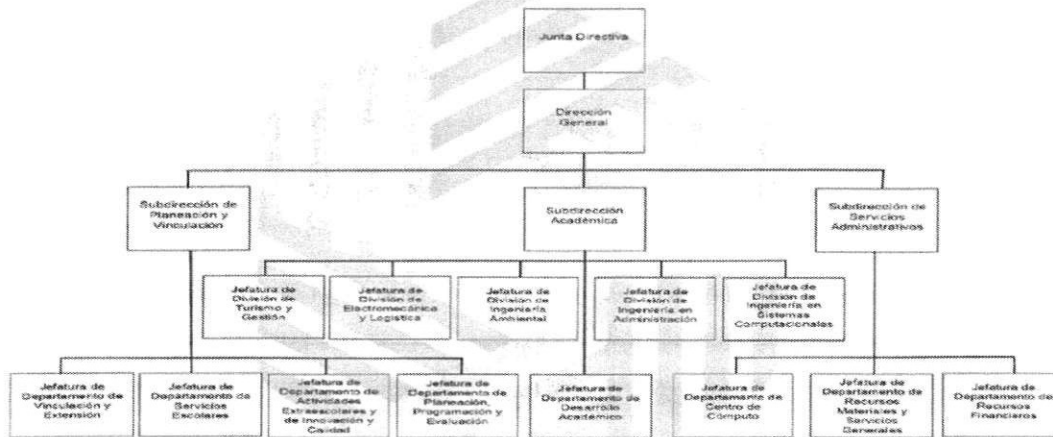 Junta Directiva
Dirección
General
Subdirección de
Planeación y
Vinculación
Subdirección
Académica
Subdirección de
Servicios
Administrativos
Jefatura de
División de
Turismo y
Gestión
Jefatura de
División de
Electromecánica
y Logística
Jefatura de
División de
Ingeniería
Ambiental
Jefatura de
División de
Ingeniería en
Administración
Jefatura de
División de
Ingeniería en
Sistemas
Computacionales
Jefatura de
Departamento de
Vinculación y
Extensión
Jefatura de
Departamento de
Servicios
Escolares
Jefatura de
Departamento de
Actividades
Extraescolares y
de Innovación y
Calidad
Jefatura de
Departamento de
Planeación,
Programación y
Evaluación
Jefatura de
Departamento de
Desarrollo
Académico
Jefatura de
Departamento de
Centro de
Cómputo
Jefatura de
Departamento de
Recursos
Materiales y
Servicios
Generales
Jefatura de
Departamento de
Recursos
Financieros